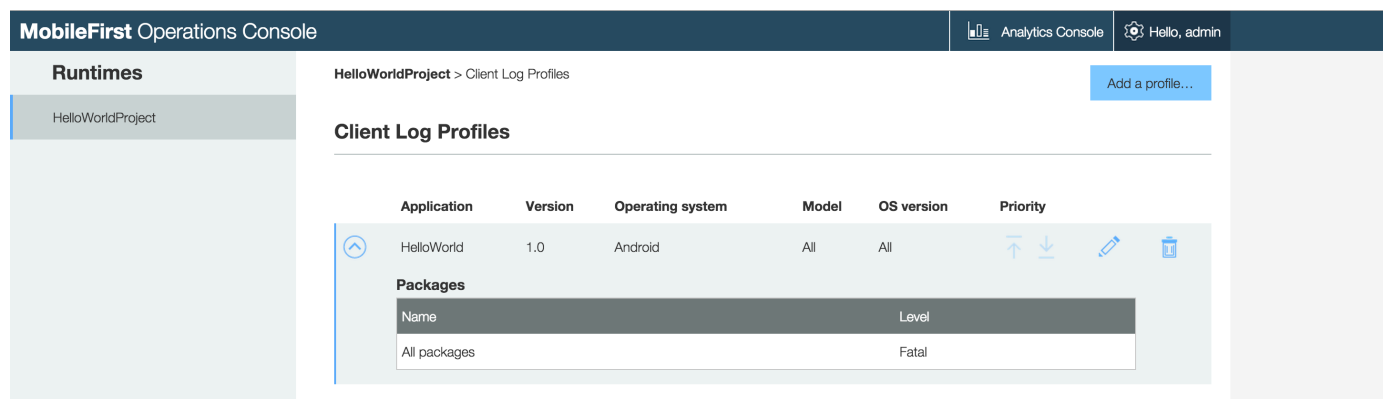 MobileFirst Operations Console
Analytics Console
Hello, admin
Runtimes
HelloWorldProject
HelloWorldProject > Client Log Profiles
Add a profile...
Client Log Profiles
Application Version Operating system Model OS version Priority
HelloWorld 1.0 Android All All
Packages
Name Level
All packages Fatal